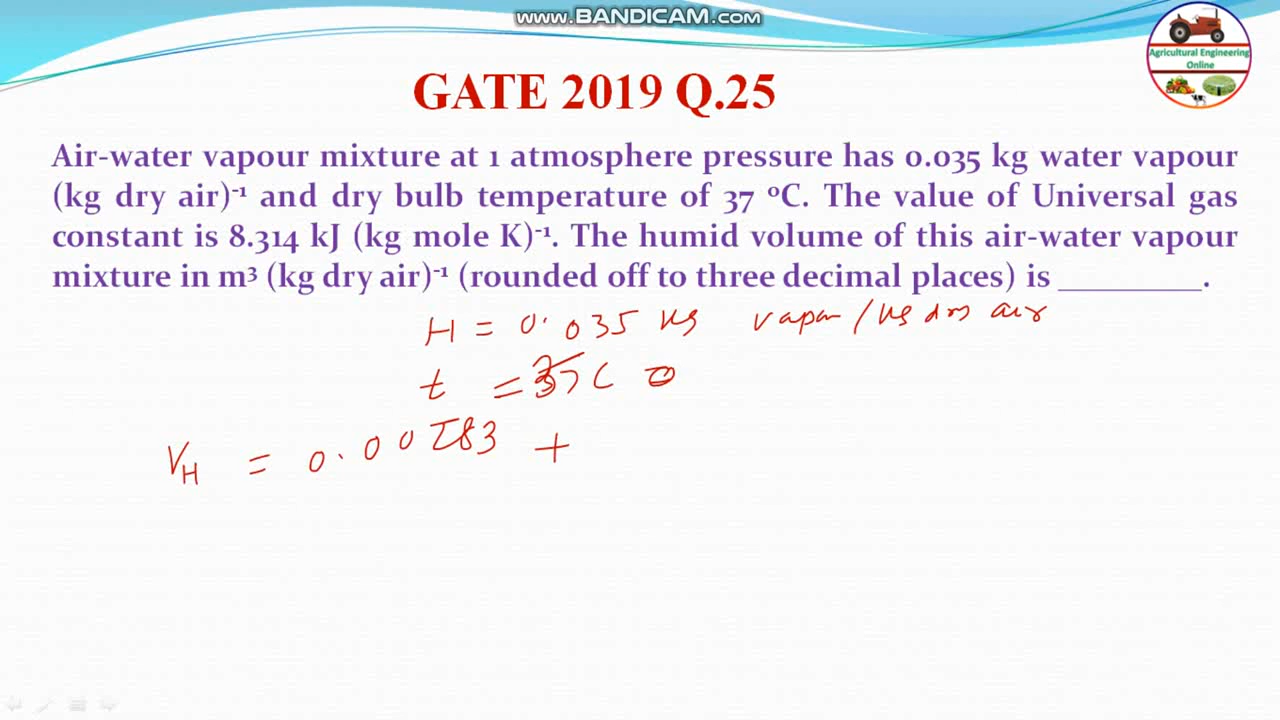 www.BANDICAM.com
Agricultural Engineering
Online
GATE 2019 Q.25
Air-water vapour mixture at 1 atmosphere pressure has 0.035 kg water vapour
(kg dry air)⁻¹ and dry bulb temperature of 37 ⁰C. The value of Universal gas
constant is 8.314 kJ (kg mole K)⁻¹. The humid volume of this air-water vapour
mixture in m³ (kg dry air)⁻¹ (rounded off to three decimal places) is _________.
H = 0.035 kg vapour / kg dry air
t = 37 C
V_H = 0.00283 +